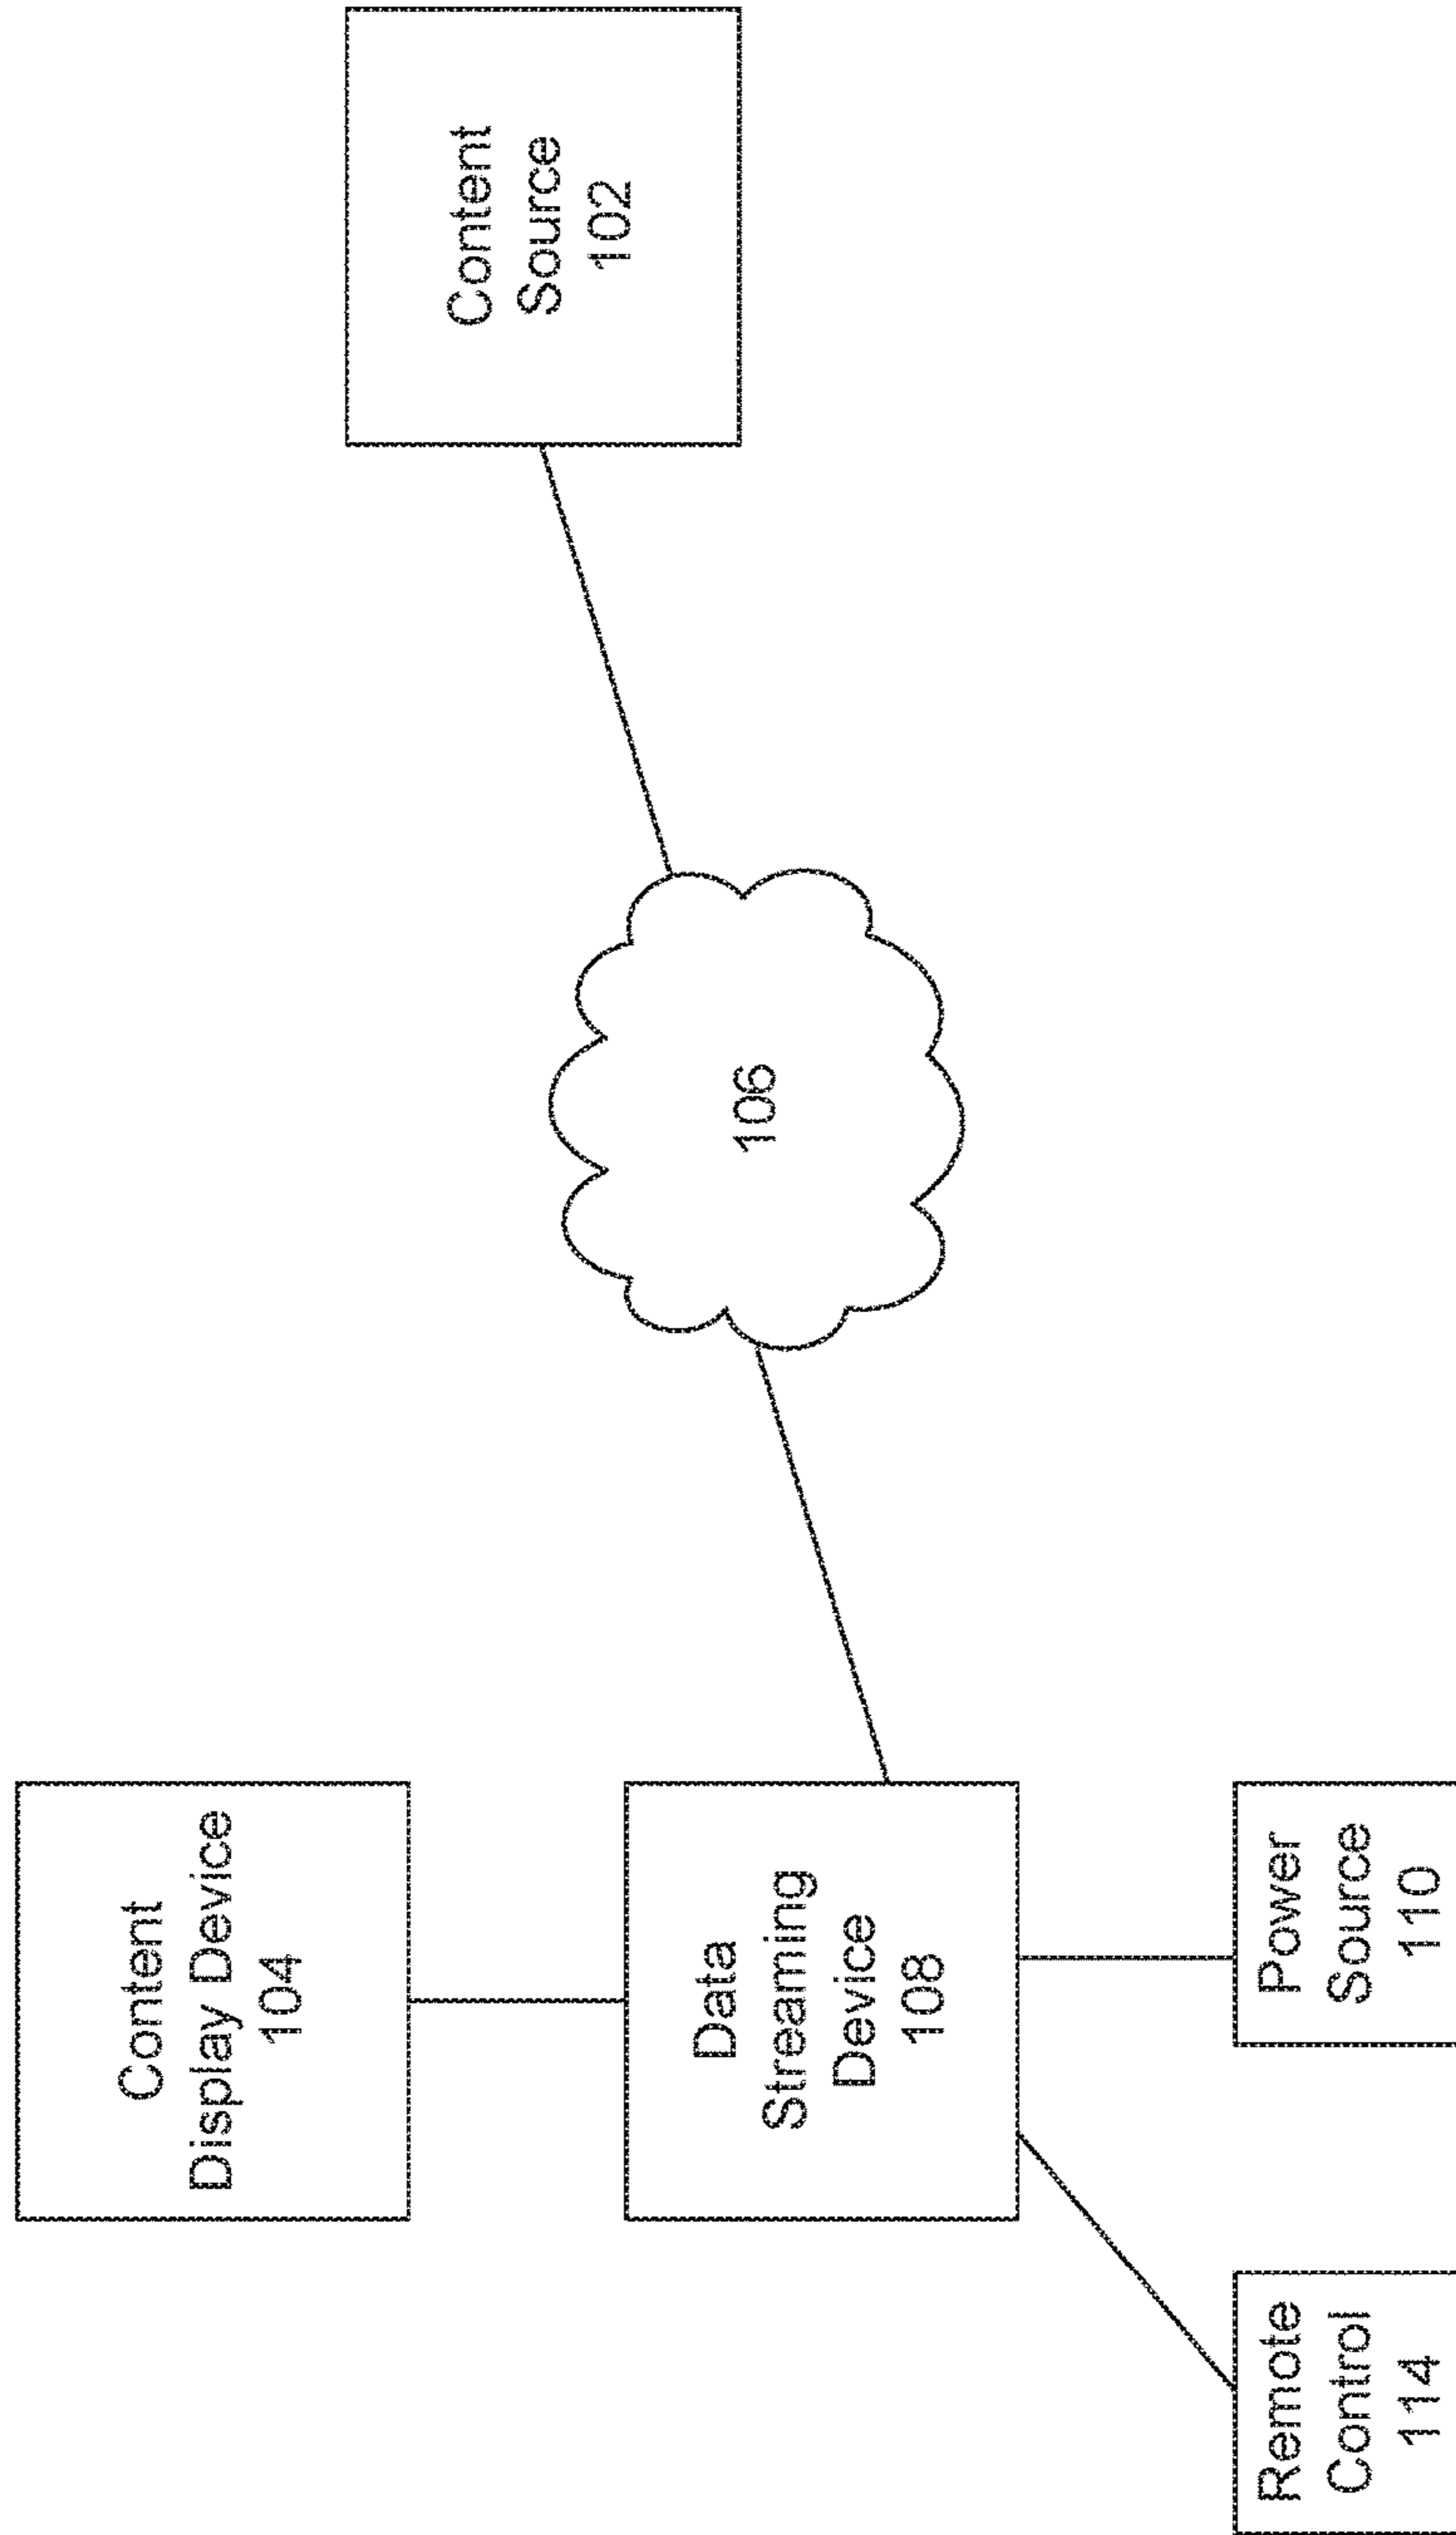 Content
Display Device
104
Data
Streaming
Device
108
Remote
Control
114
Power
Source
110
106
Content
Source
102